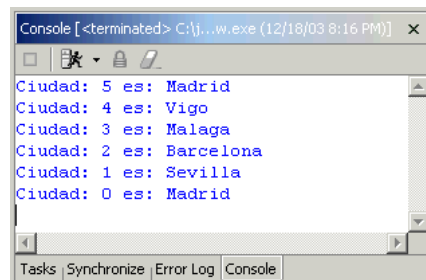 Console [<terminated> C:\j...w.exe (12/18/03 8:16 PM)]
Ciudad: 5 es: Madrid
Ciudad: 4 es: Vigo
Ciudad: 3 es: Malaga
Ciudad: 2 es: Barcelona
Ciudad: 1 es: Sevilla
Ciudad: 0 es: Madrid
Tasks Synchronize Error Log Console